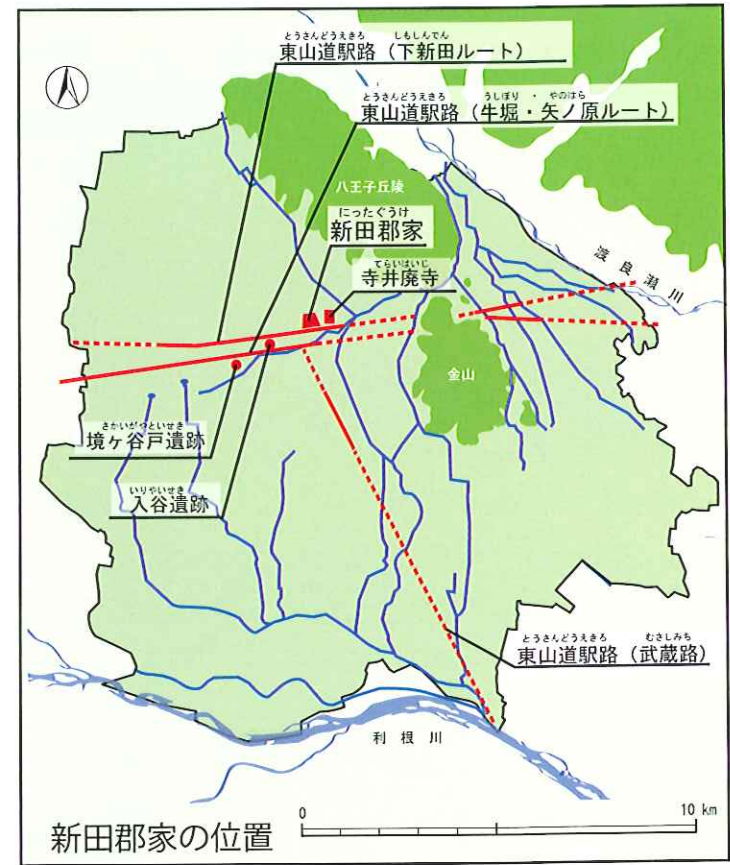 とうさんどうえきろ しもしんでん
東山道駅路（下新田ルート）
とうさんどうえきろ うしぼり・やのはら
東山道駅路（牛堀・矢ノ原ルート）
八王子丘陵
にったぐうけ
新田郡家
てらいはいじ
寺井廃寺
渡良瀬川
金山
さかいがやといせき
境ヶ谷戸遺跡
いりやいせき
入谷遺跡
とうさんどうえきろ むさしみち
東山道駅路（武蔵路）
利根川
新田郡家の位置
0 10 km